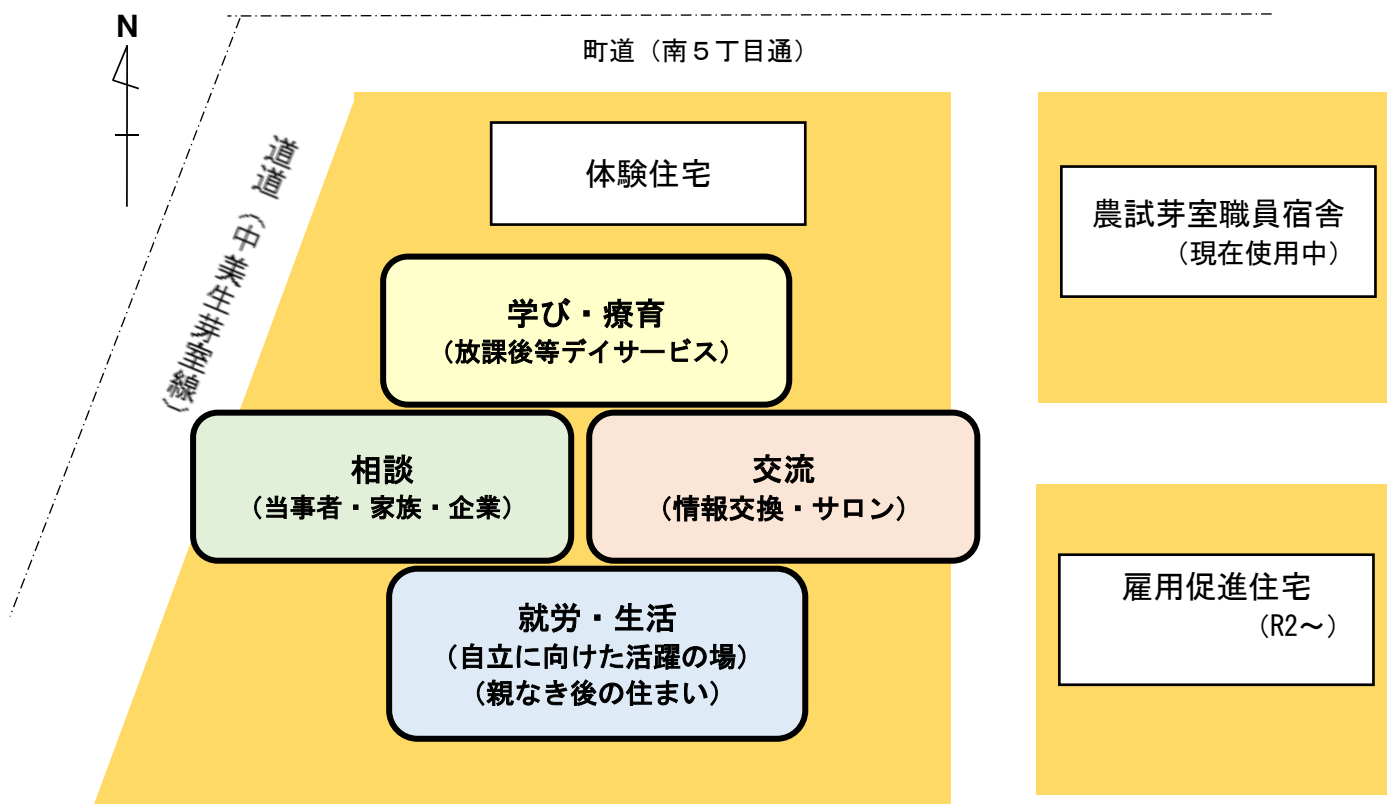 N
町道（南５丁目通）
道道（中美生芽室線）
体験住宅
農試芽室職員宿舎
（現在使用中）
学び・療育
（放課後等デイサービス）
相談
（当事者・家族・企業）
交流
（情報交換・サロン）
就労・生活
（自立に向けた活躍の場）
（親なき後の住まい）
雇用促進住宅
（R2～）